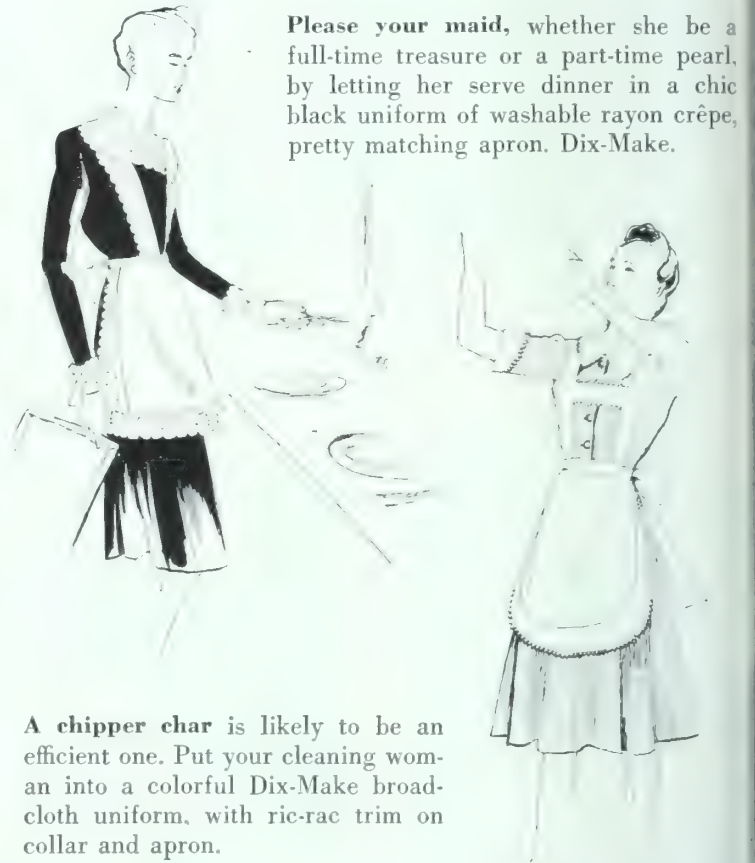 Please your maid, whether she be a
full-time treasure or a part-time pearl,
by letting her serve dinner in a chic
black uniform of washable rayon crêpe,
pretty matching apron. Dix-Make.
A chipper char is likely to be an
efficient one. Put your cleaning wom-
an into a colorful Dix-Make broad-
cloth uniform, with ric-rac trim on
collar and apron.